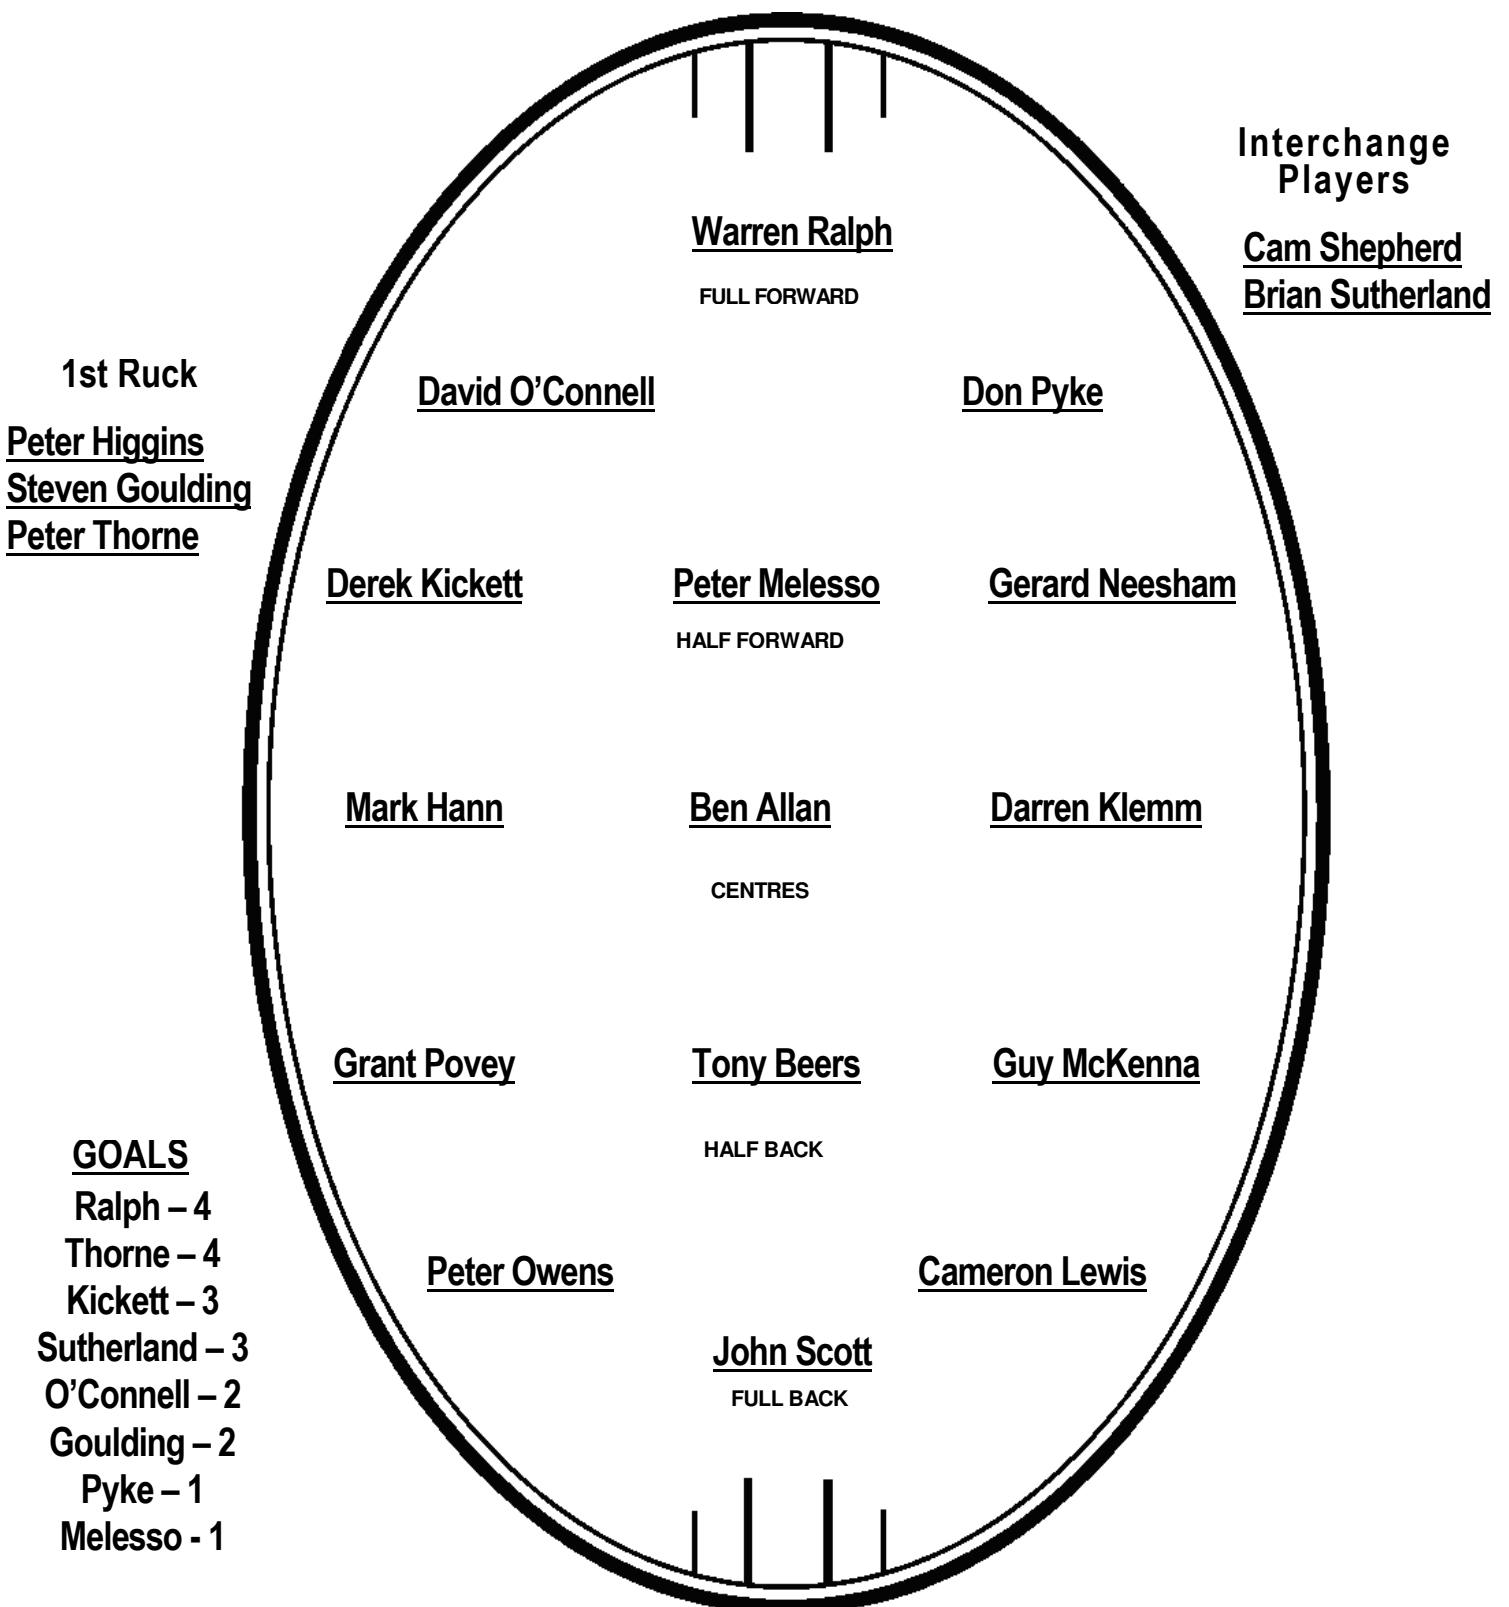 Interchange
Players
Cam Shepherd
Brian Sutherland
1st Ruck
Peter Higgins
Steven Goulding
Peter Thorne
Warren Ralph
FULL FORWARD
David O’Connell
Don Pyke
Derek Kickett
Peter Melesso
Gerard Neesham
HALF FORWARD
Mark Hann
Ben Allan
Darren Klemm
CENTRES
Grant Povey
Tony Beers
Guy McKenna
HALF BACK
Peter Owens
Cameron Lewis
John Scott
FULL BACK
GOALS
Ralph – 4
Thorne – 4
Kickett – 3
Sutherland – 3
O’Connell – 2
Goulding – 2
Pyke – 1
Melesso - 1